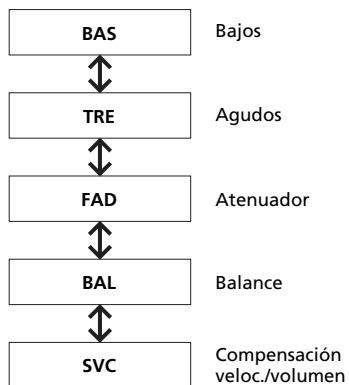 BAS Bajos
TRE Agudos
FAD Atenuador
BAL Balance
SVC Compensación
veloc./volumen